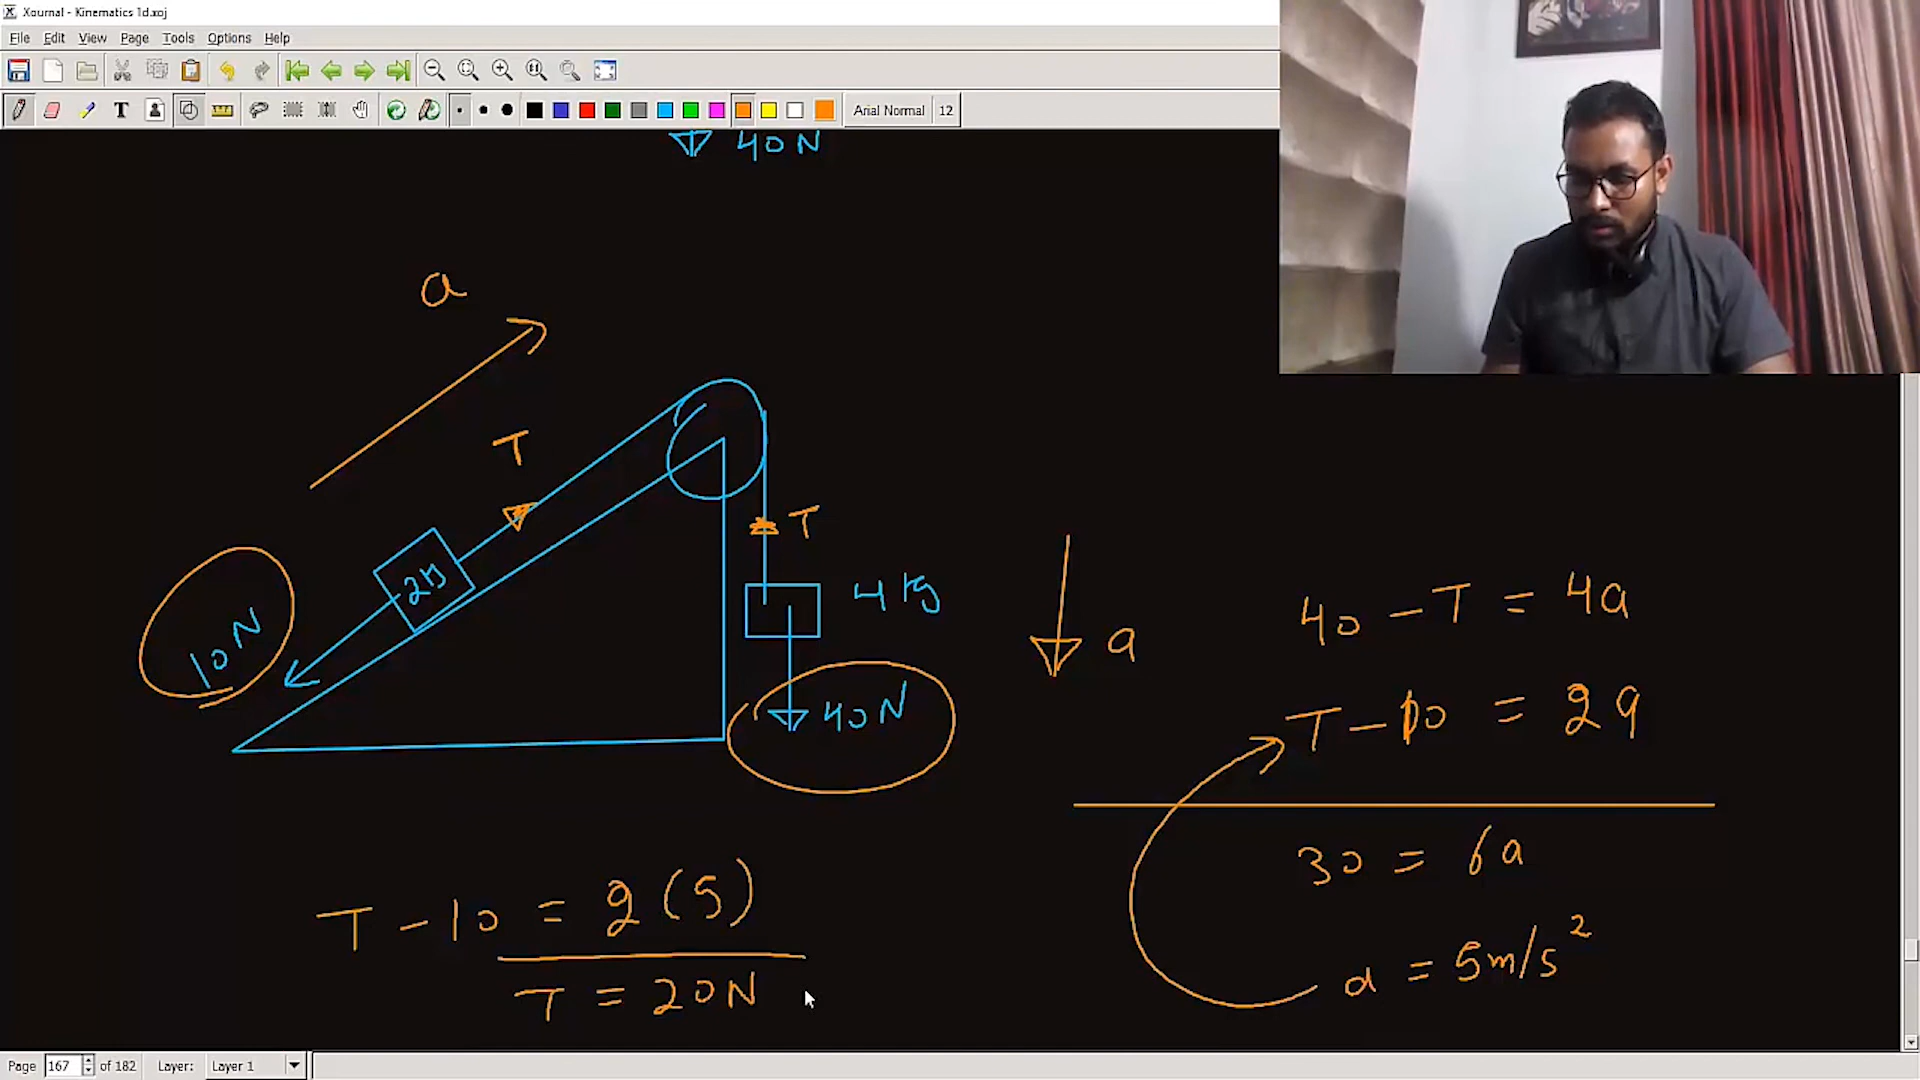 Xournal - Kinematics 1d.xoj
File Edit View Page Tools Options Help
Arial Normal 12
40 N
a
T
T
2kg
4 kg
10N
40N
a
40 - T = 4a
T - 10 = 2a
30 = 6a
a = 5m/s²
T - 10 = 2(5)
T = 20N
Page 167 of 182 Layer: Layer 1